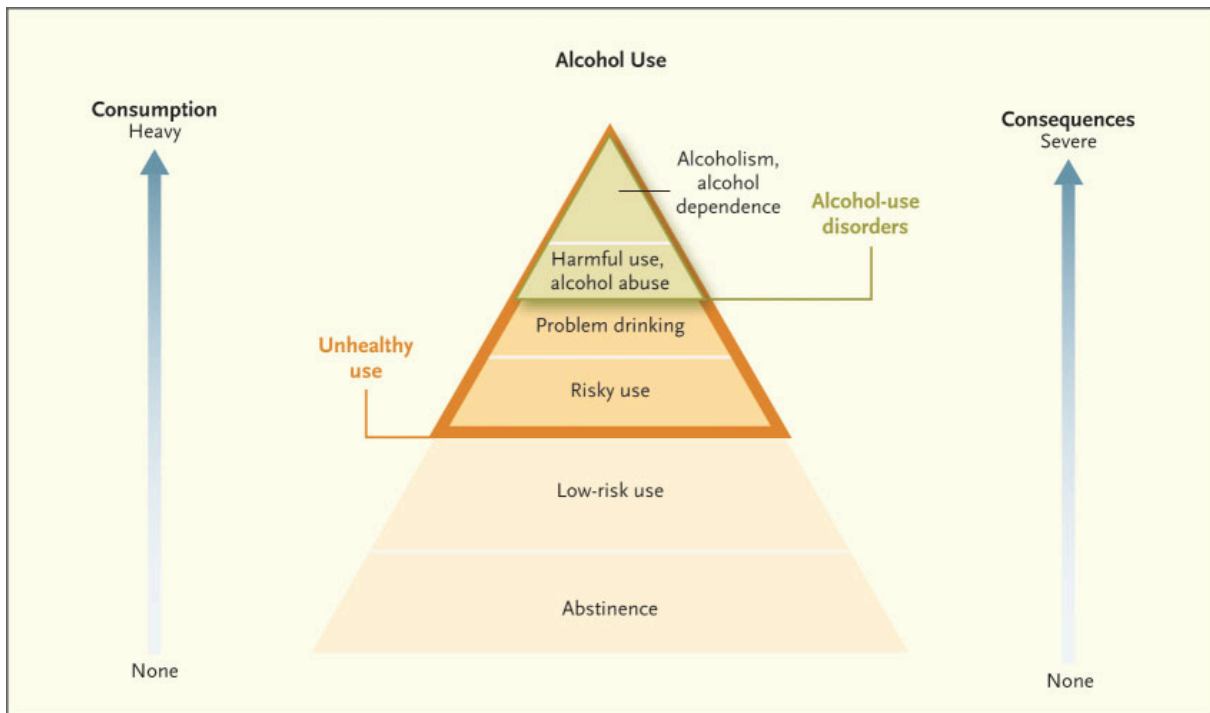 Alcohol Use
Consumption
Heavy
None
Consequences
Severe
None
Alcoholism,
alcohol
dependence
Alcohol-use
disorders
Harmful use,
alcohol abuse
Problem drinking
Unhealthy
use
Risky use
Low-risk use
Abstinence